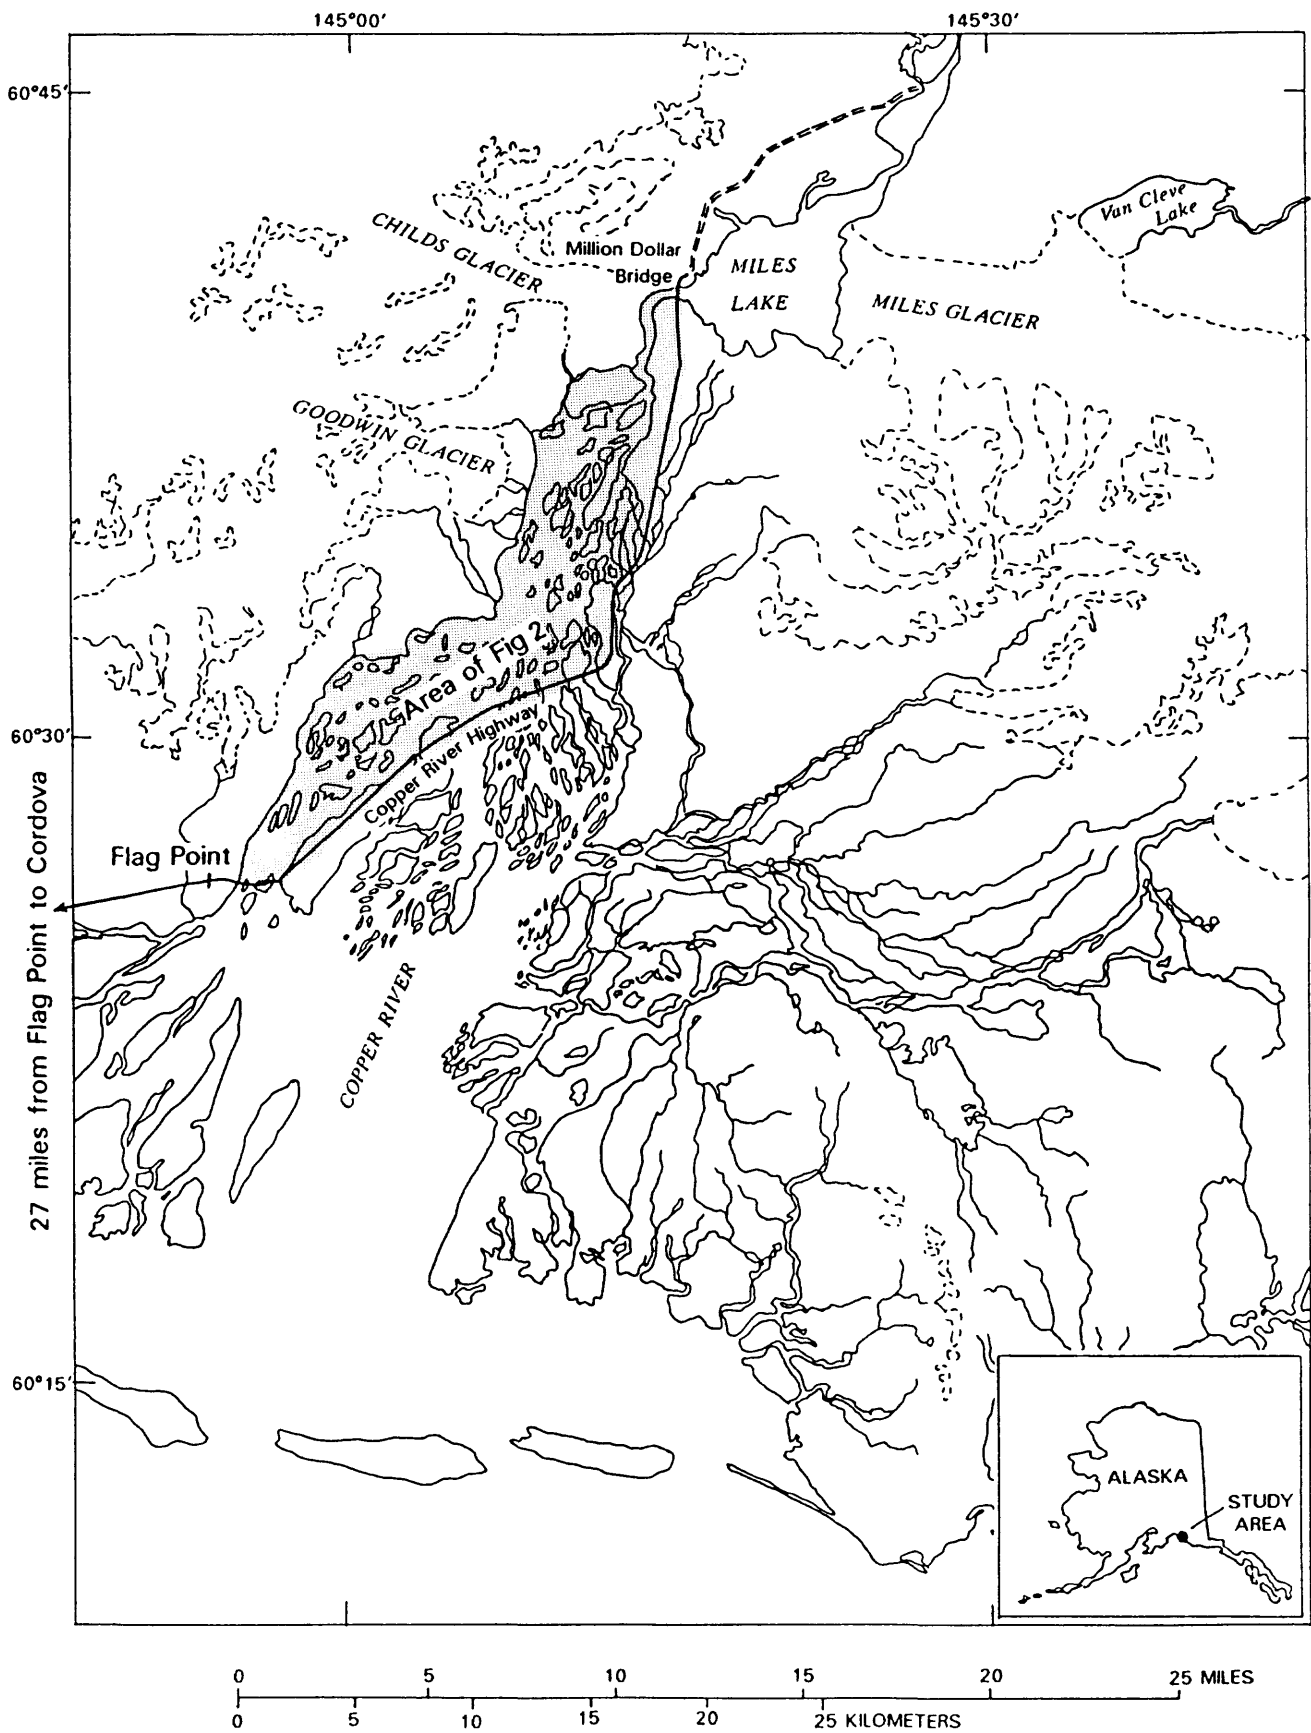 145°00′
145°30′
60°45′
Van Cleve
Lake
CHILDS GLACIER
Million Dollar
Bridge
MILES
LAKE
MILES GLACIER
GOODWIN GLACIER
Area of Fig 2
60°30′
Copper River Highway
Flag Point
27 miles from Flag Point to Cordova
COPPER RIVER
60°15′
ALASKA
STUDY
AREA
0 5 10 15 20 25 MILES
0 5 10 15 20 25 KILOMETERS